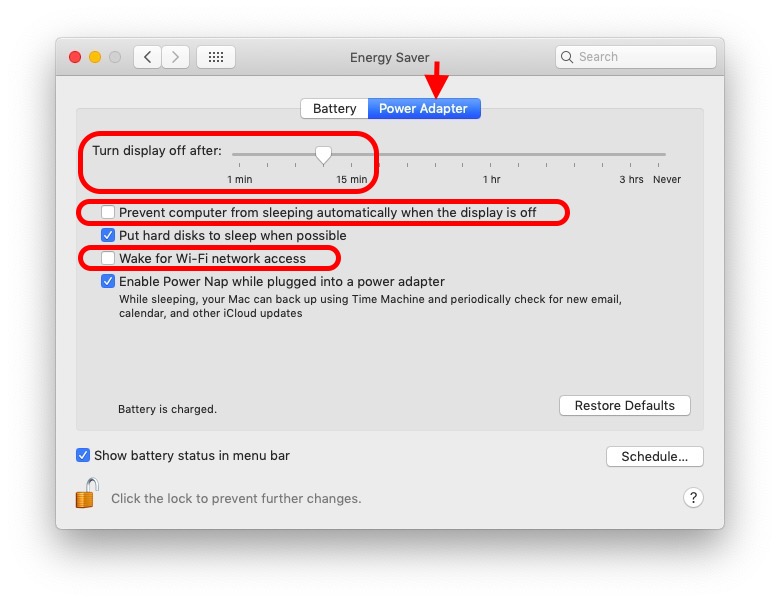 Energy Saver
Search
Battery
Power Adapter
Turn display off after:
1 min
15 min
1 hr
3 hrs
Never
Prevent computer from sleeping automatically when the display is off
Put hard disks to sleep when possible
Wake for Wi-Fi network access
Enable Power Nap while plugged into a power adapter
While sleeping, your Mac can back up using Time Machine and periodically check for new email,
calendar, and other iCloud updates
Battery is charged.
Restore Defaults
Show battery status in menu bar
Schedule...
Click the lock to prevent further changes.
?